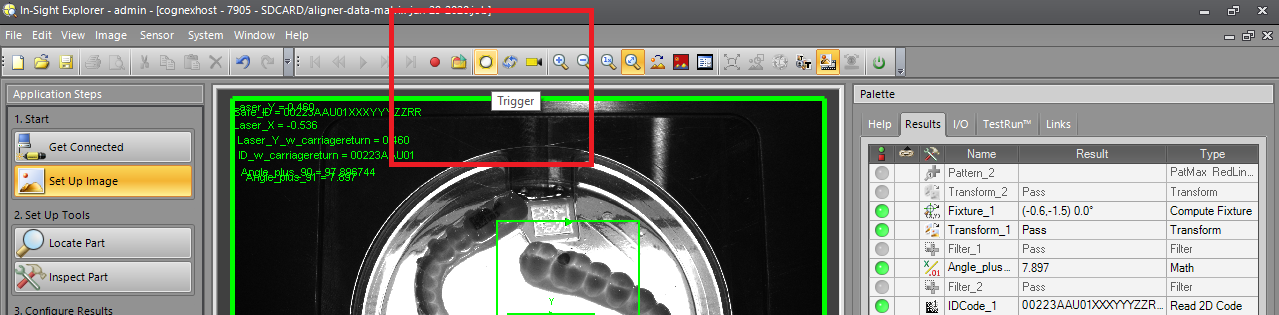 In-Sight Explorer - admin - [cognexhost - 7905 - SDCARD/aligner-data-matrix jan 29 2020.job]
File Edit View Image Sensor System Window Help
Application Steps
1. Start
Get Connected
Set Up Image
2. Set Up Tools
Locate Part
Inspect Part
3. Configure Results
Trigger
Laser_Y = 0.460
Safe_ID = 00223AAU01XXXYYYZZRR
Laser_X = -0.536
Laser_Y_w_carriagereturn = 0.460
ID_w_carriagereturn = 00223AAU01
Angle_plus_90 = 97.896744
Angle_plus_91 = 7.897
Y
Palette
Help Results I/O TestRun™ Links
Name Result Type
Pattern_2 PatMax RedLin...
Transform_2 Pass Transform
Fixture_1 (-0.6,-1.5) 0.0° Compute Fixture
Transform_1 Pass Transform
Filter_1 Pass Filter
Angle_plus... 7.897 Math
Filter_2 Pass Filter
IDCode_1 00223AAU01XXXYYYZZR... Read 2D Code